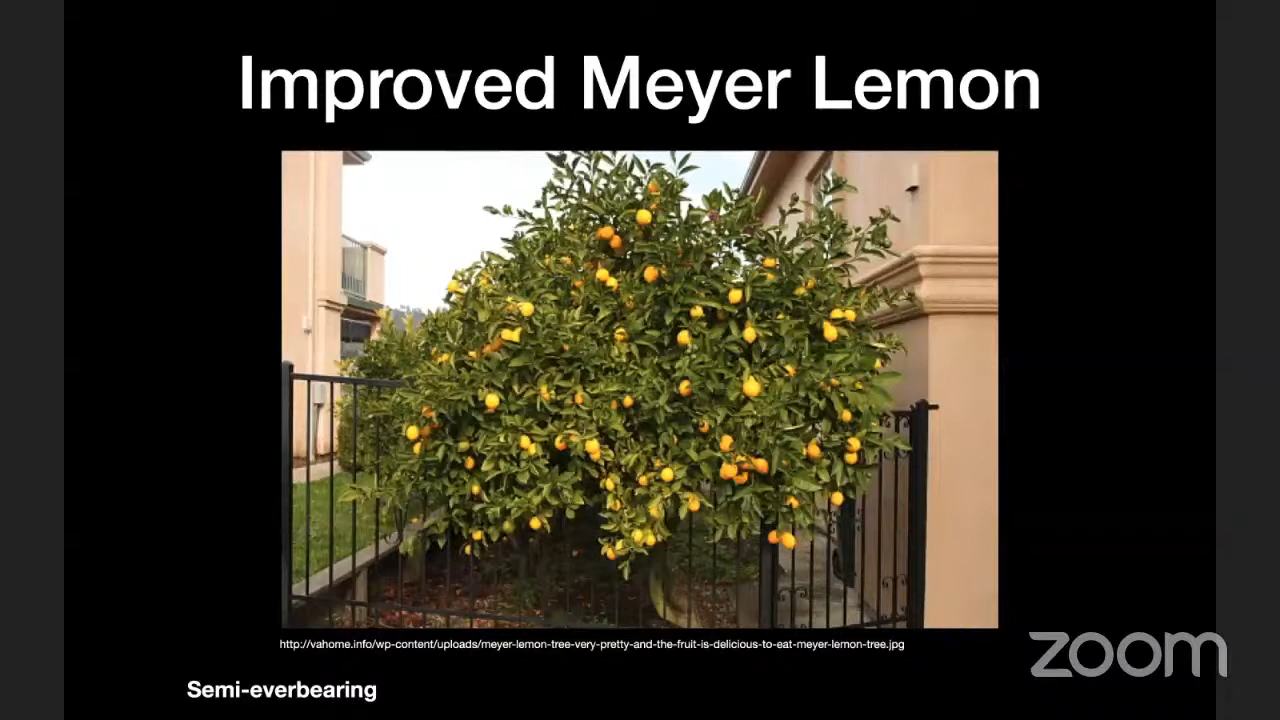 Improved Meyer Lemon
http://vahome.info/wp-content/uploads/meyer-lemon-tree-very-pretty-and-the-fruit-is-delicious-to-eat-meyer-lemon-tree.jpg
zoom
Semi-everbearing